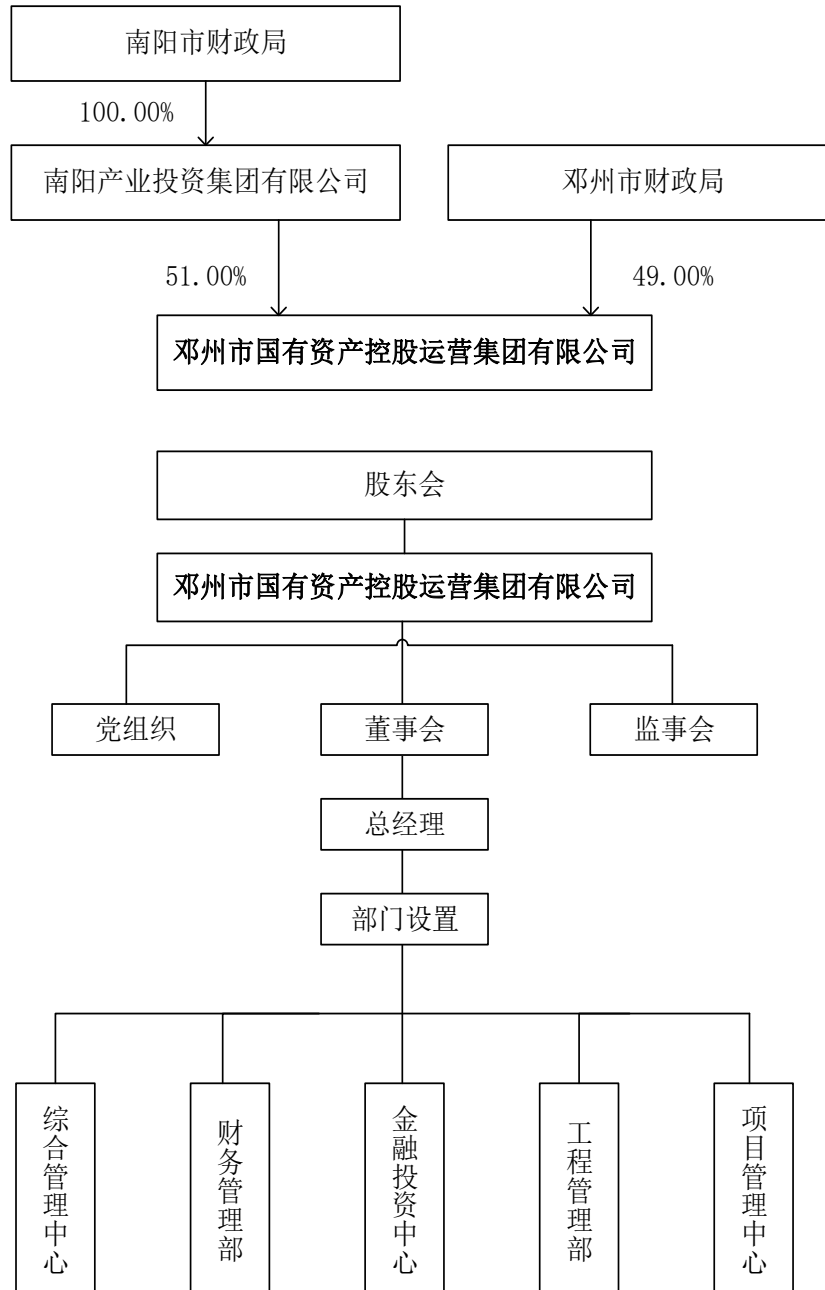 南阳市财政局
100.00%
南阳产业投资集团有限公司
邓州市财政局
51.00%
49.00%
邓州市国有资产控股运营集团有限公司
股东会
邓州市国有资产控股运营集团有限公司
党组织
董事会
监事会
总经理
部门设置
综合管理中心
财务管理部
金融投资中心
工程管理部
项目管理中心